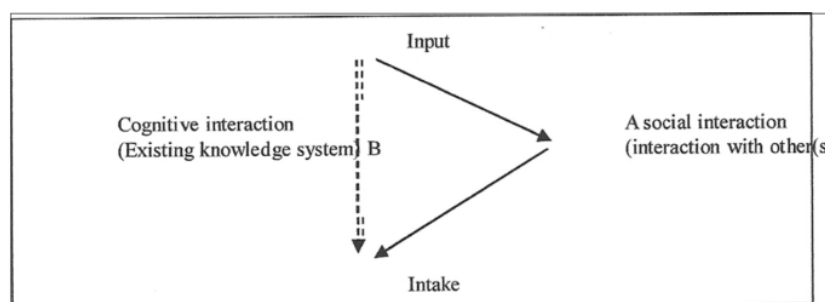 Input
Cognitive interaction
(Existing knowledge system) B
A social interaction
(interaction with other(s
Intake